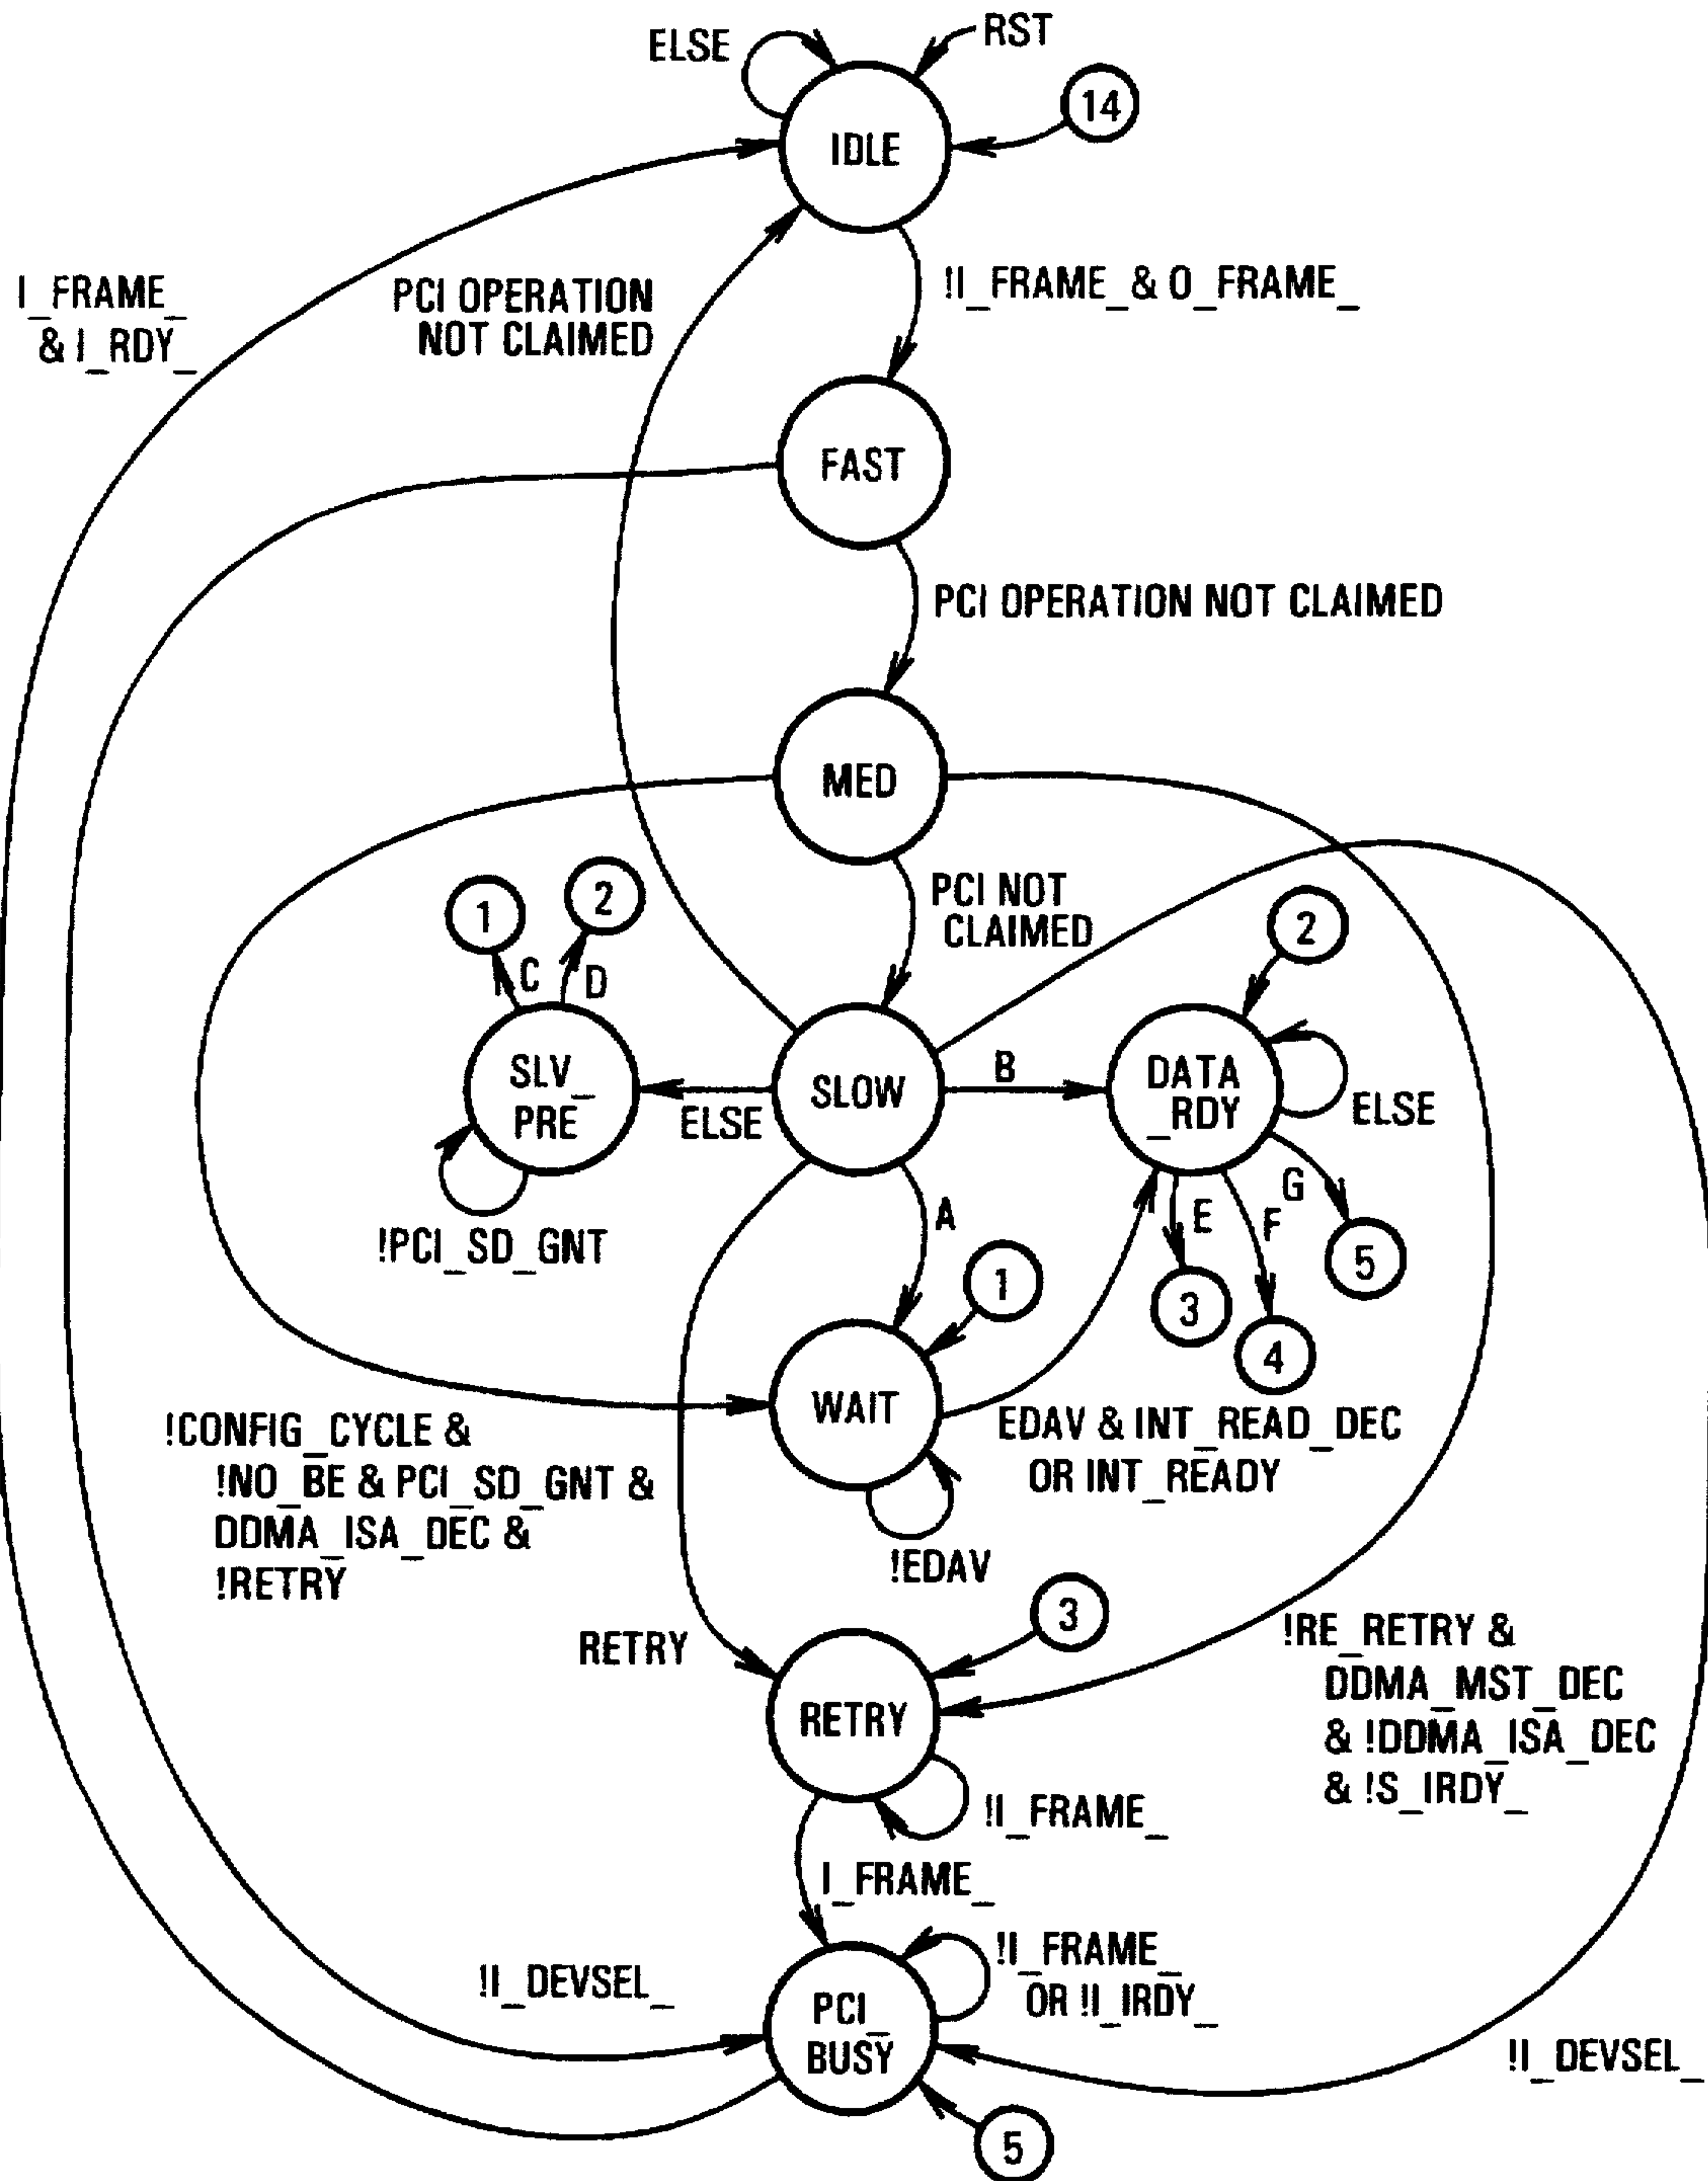 ELSE
RST
14
IDLE
I_FRAME_
& I_RDY_
PCI OPERATION
NOT CLAIMED
!I_FRAME_ & O_FRAME_
FAST
PCI OPERATION NOT CLAIMED
MED
PCI NOT
CLAIMED
1
2
C
D
2
SLV_
PRE
ELSE
SLOW
B
DATA
_RDY
ELSE
!PCI_SD_GNT
A
E
F
G
1
3
4
5
WAIT
EDAV & INT_READ_DEC
OR INT_READY
!CONFIG_CYCLE &
!NO_BE & PCI_SD_GNT &
DDMA_ISA_DEC &
!RETRY
!EDAV
RETRY
3
RETRY
!RE_RETRY &
DDMA_MST_DEC
& !DDMA_ISA_DEC
& !S_IRDY_
!I_FRAME_
I_FRAME_
!I_DEVSEL_
PCI_
BUSY
!I_FRAME_
OR !I_IRDY_
!I_DEVSEL_
5